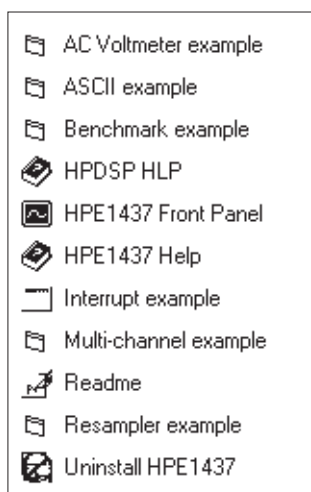 AC Voltmeter example
ASCII example
Benchmark example
HPDSP HLP
HPE1437 Front Panel
HPE1437 Help
Interrupt example
Multi-channel example
Readme
Resampler example
Uninstall HPE1437